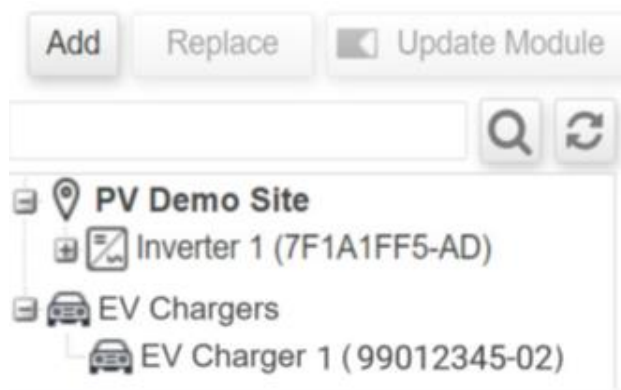 Add Replace Update Module
PV Demo Site
Inverter 1 (7F1A1FF5-AD)
EV Chargers
EV Charger 1 (99012345-02)